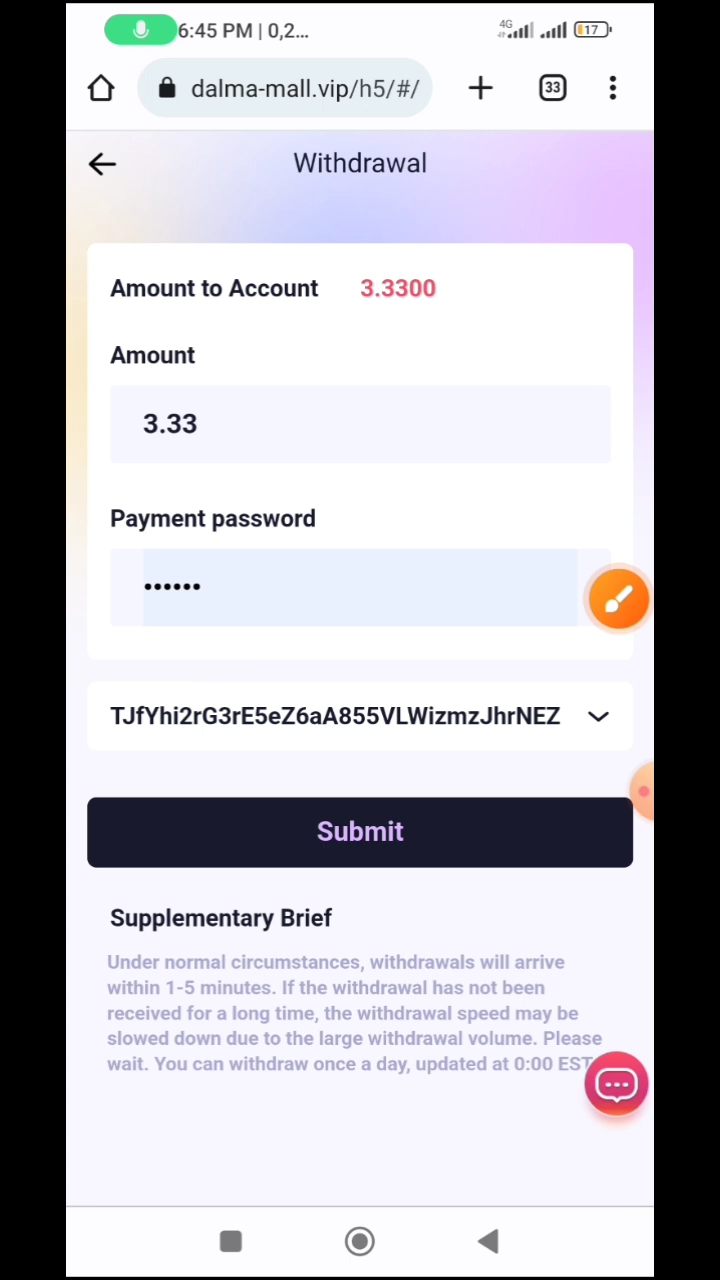 6:45 PM | 0,2...
4G
17
dalma-mall.vip/h5/#/
33
Withdrawal
Amount to Account 3.3300
Amount
3.33
Payment password
••••••
TJfYhi2rG3rE5eZ6aA855VLWizmzJhrNEZ
Submit
Supplementary Brief
Under normal circumstances, withdrawals will arrive
within 1-5 minutes. If the withdrawal has not been
received for a long time, the withdrawal speed may be
slowed down due to the large withdrawal volume. Please
wait. You can withdraw once a day, updated at 0:00 EST